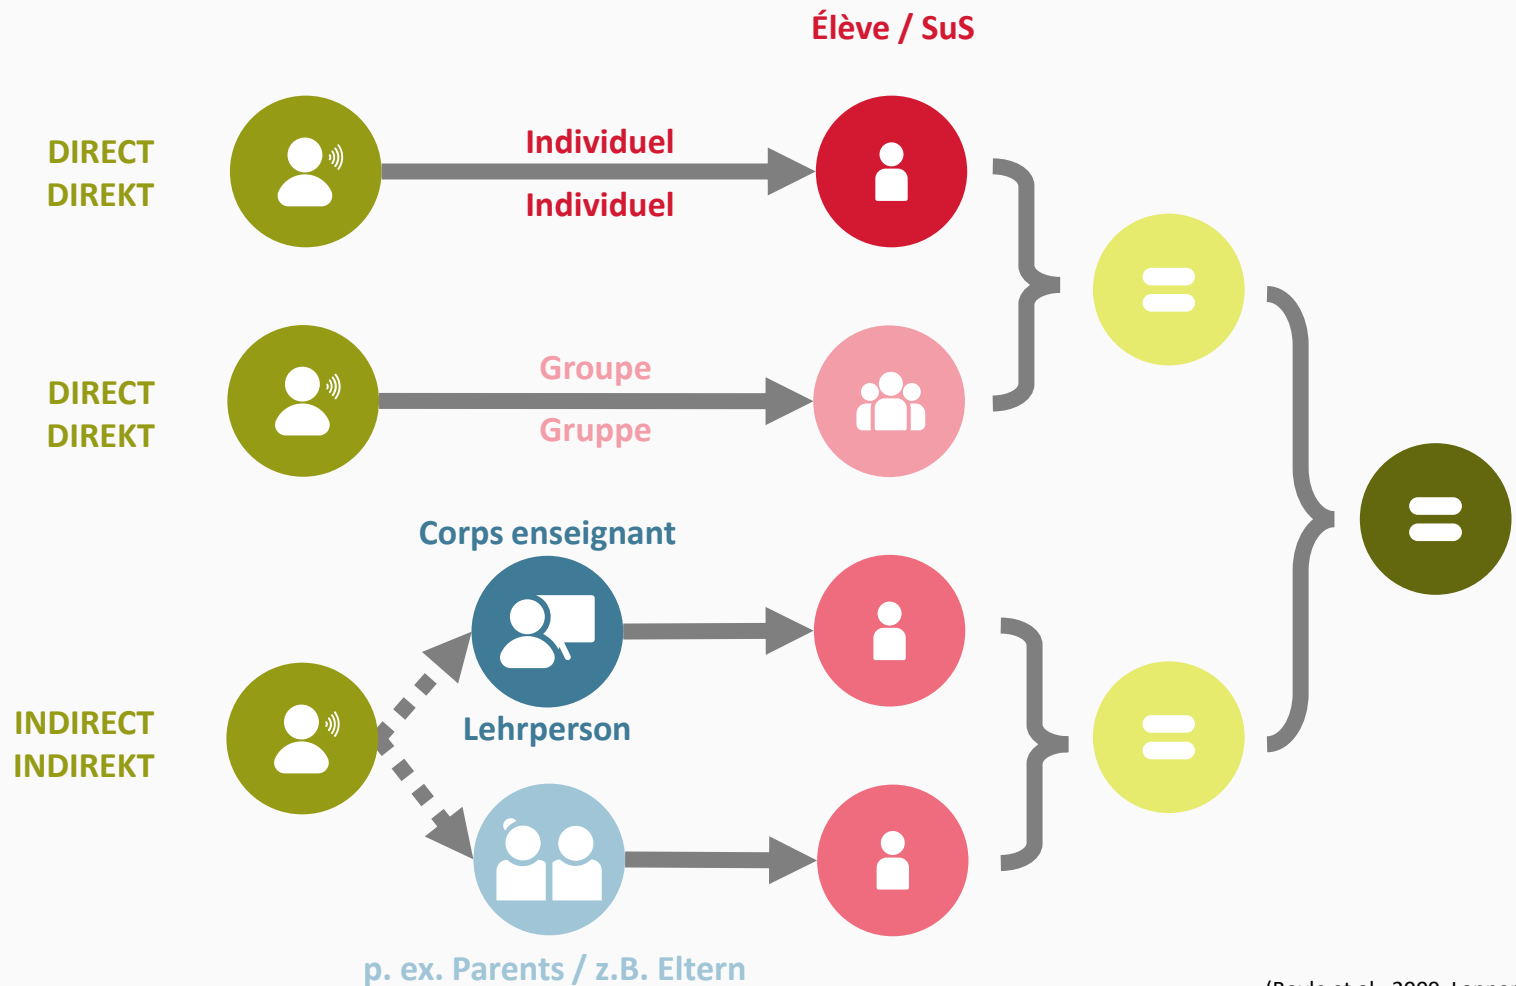 Élève / SuS
DIRECT
DIREKT
Individuel
Individuel
DIRECT
DIREKT
Groupe
Gruppe
Corps enseignant
Lehrperson
INDIRECT
INDIREKT
p. ex. Parents / z.B. Eltern